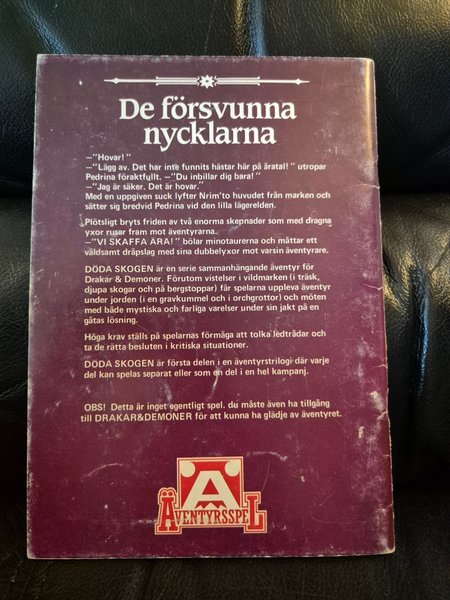 De försvunna
nycklarna
—"Hovar!"
—"Lägg av. Det har inte funnits hästar här på åratal!" utropar
Pedrina föraktfullt. —"Du inbillar dig bara!"
—"Jag är säker. Det är hovar."
Med en uppgiven suck lyfter Nrim'to huvudet från marken och
sätter sig bredvid Pedrina vid den lilla lägerelden.
Plötsligt bryts friden av två enorma skepnader som med dragna
yxor rusar fram mot äventyrarna.
—"VI SKAFFA ÄRA!" bölar minotaurerna och måttar ett
våldsamt dråpslag med sina dubbelyxor mot varsin äventyrare.
DÖDA SKOGEN är en serie sammanhängande äventyr för
Drakar & Demoner. Förutom vistelser i vildmarken (i träsk,
djupa skogar och på bergstoppar) får spelarna uppleva äventyr
under jorden (i en gravkummel och i orchgrottor) och möten
med både mystiska och farliga varelser under sin jakt på en
gåtas lösning.
Höga krav ställs på spelarnas förmåga att tolka ledtrådar och
ta de rätta besluten i kritiska situationer.
DÖDA SKOGEN är första delen i en äventyrstrilogi där varje
del kan spelas separat eller som en del i en hel kampanj.
OBS! Detta är inget egentligt spel. du måste även ha tillgång
till DRAKAR&DEMONER för att kunna ha glädje av äventyret.
A
ÄVENTYRSSPEL